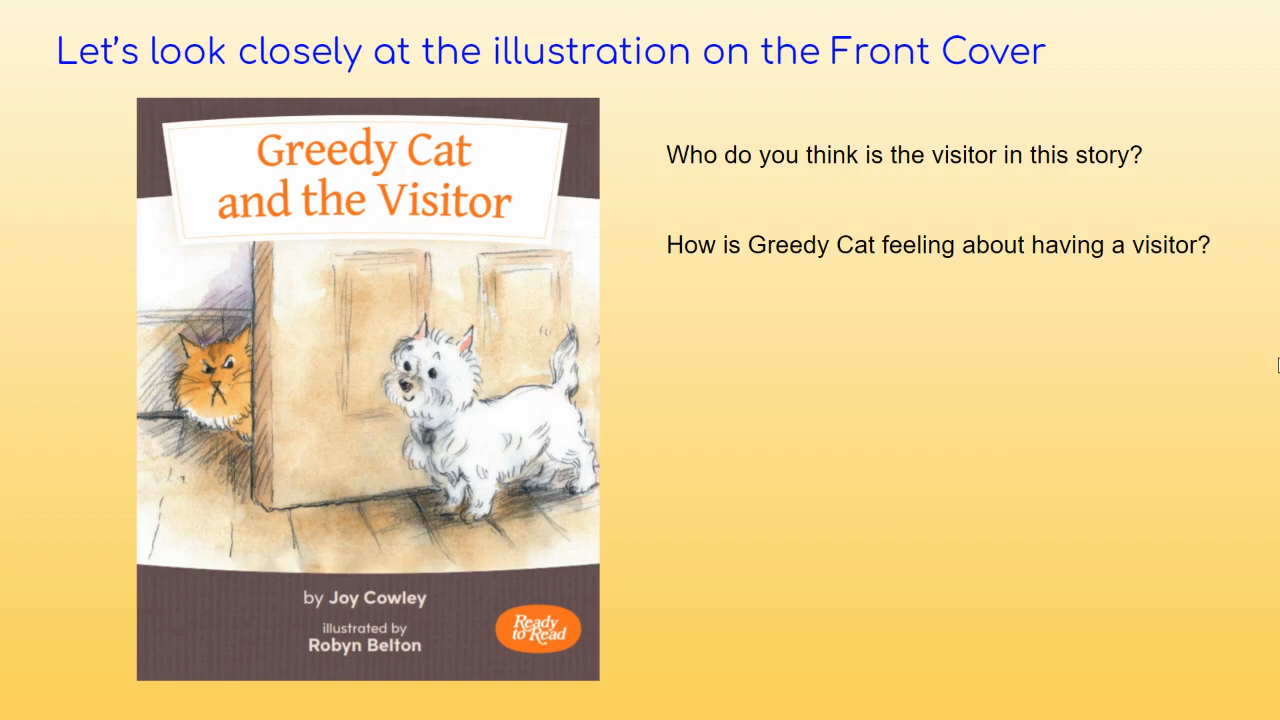 Let's look closely at the illustration on the Front Cover
Greedy Cat
and the Visitor
by Joy Cowley
illustrated by
Robyn Belton
Ready
to Read
Who do you think is the visitor in this story?
How is Greedy Cat feeling about having a visitor?